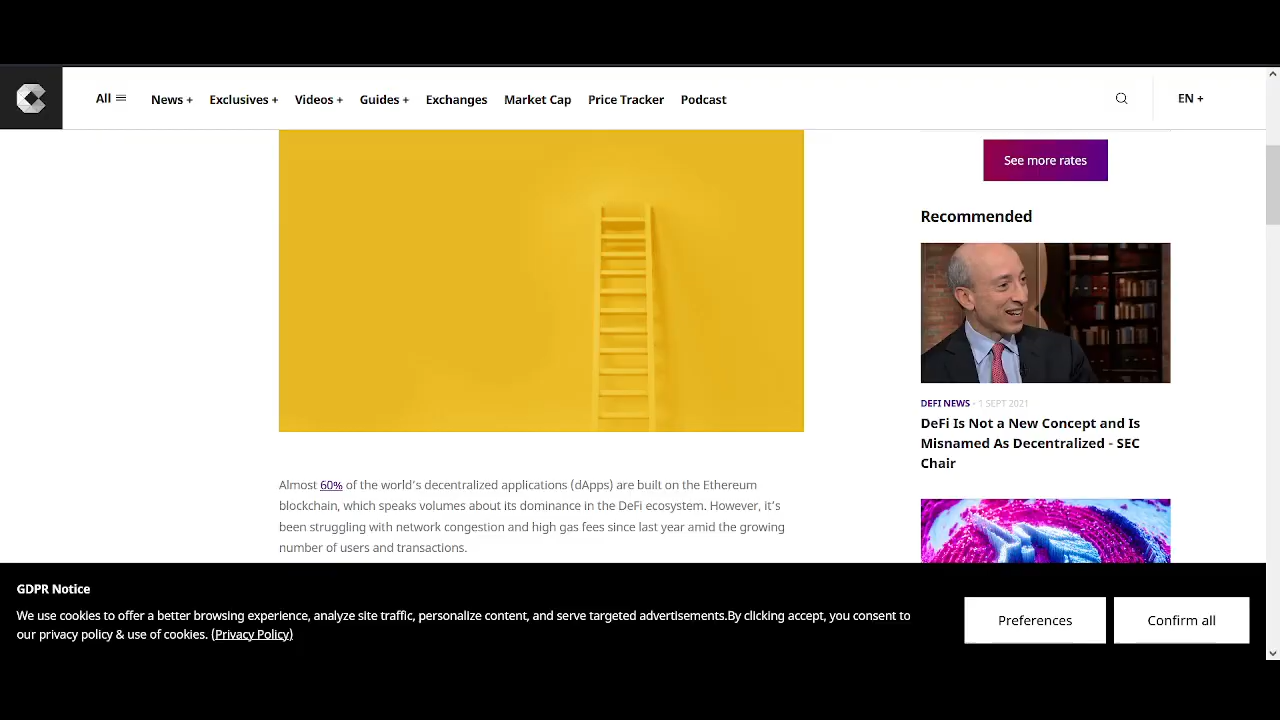 All
News +
Exclusives +
Videos +
Guides +
Exchanges
Market Cap
Price Tracker
Podcast
EN +
See more rates
Recommended
DEFI NEWS - 1 SEPT 2021
DeFi Is Not a New Concept and Is
Misnamed As Decentralized - SEC
Chair
Almost 60% of the world's decentralized applications (dApps) are built on the Ethereum
blockchain, which speaks volumes about its dominance in the DeFi ecosystem. However, it's
been struggling with network congestion and high gas fees since last year amid the growing
number of users and transactions.
GDPR Notice
We use cookies to offer a better browsing experience, analyze site traffic, personalize content, and serve targeted advertisements.By clicking accept, you consent to
our privacy policy & use of cookies. (Privacy Policy)
Preferences
Confirm all